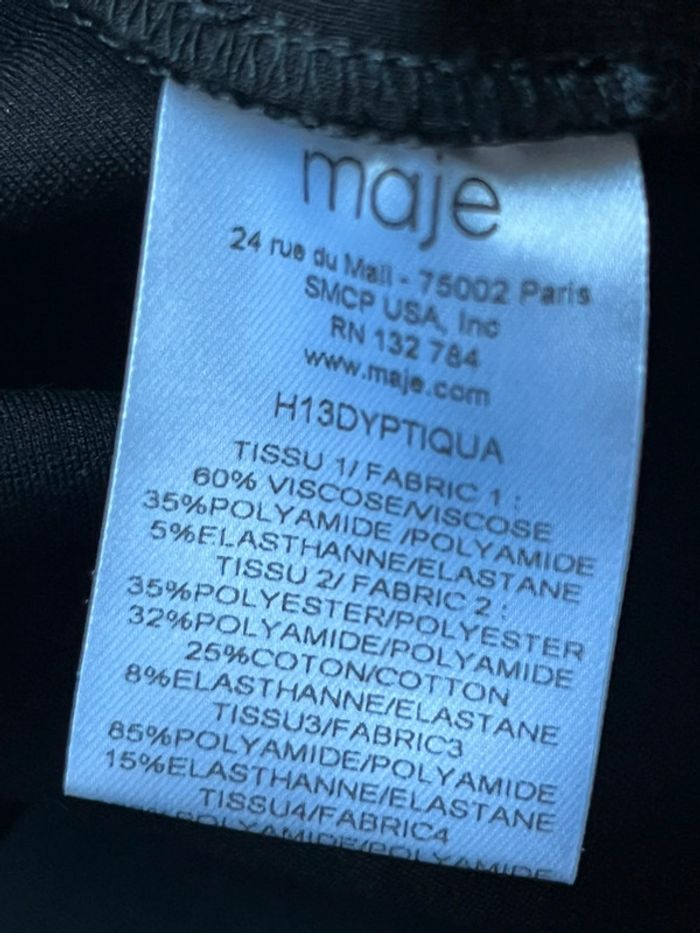 maje
24 rue du Mail - 75002 Paris
SMCP USA, Inc
RN 132 784
www.maje.com
H13DYPTIQUA
TISSU 1/ FABRIC 1 :
60% VISCOSE/VISCOSE
35%POLYAMIDE /POLYAMIDE
5%ELASTHANNE/ELASTANE
TISSU 2/ FABRIC 2 :
35%POLYESTER/POLYESTER
32%POLYAMIDE/POLYAMIDE
25%COTON/COTTON
8%ELASTHANNE/ELASTANE
TISSU3/FABRIC3
85%POLYAMIDE/POLYAMIDE
15%ELASTHANNE/ELASTANE
TISSU4/FABRIC4
POLYAMIDE/POLYAMIDE